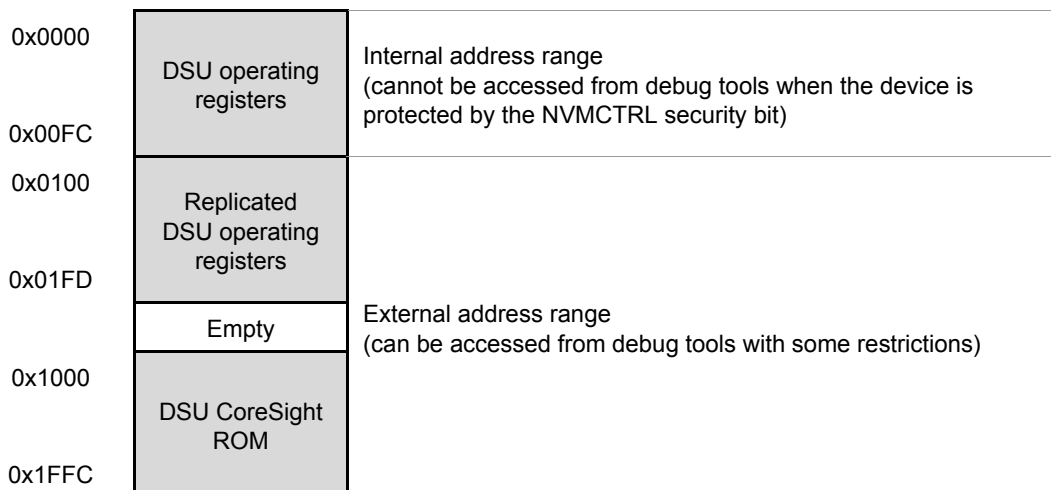 0x0000
DSU operating
registers
Internal address range
(cannot be accessed from debug tools when the device is
protected by the NVMCTRL security bit)
0x00FC
0x0100
Replicated
DSU operating
registers
0x01FD
Empty
External address range
(can be accessed from debug tools with some restrictions)
0x1000
DSU CoreSight
ROM
0x1FFC